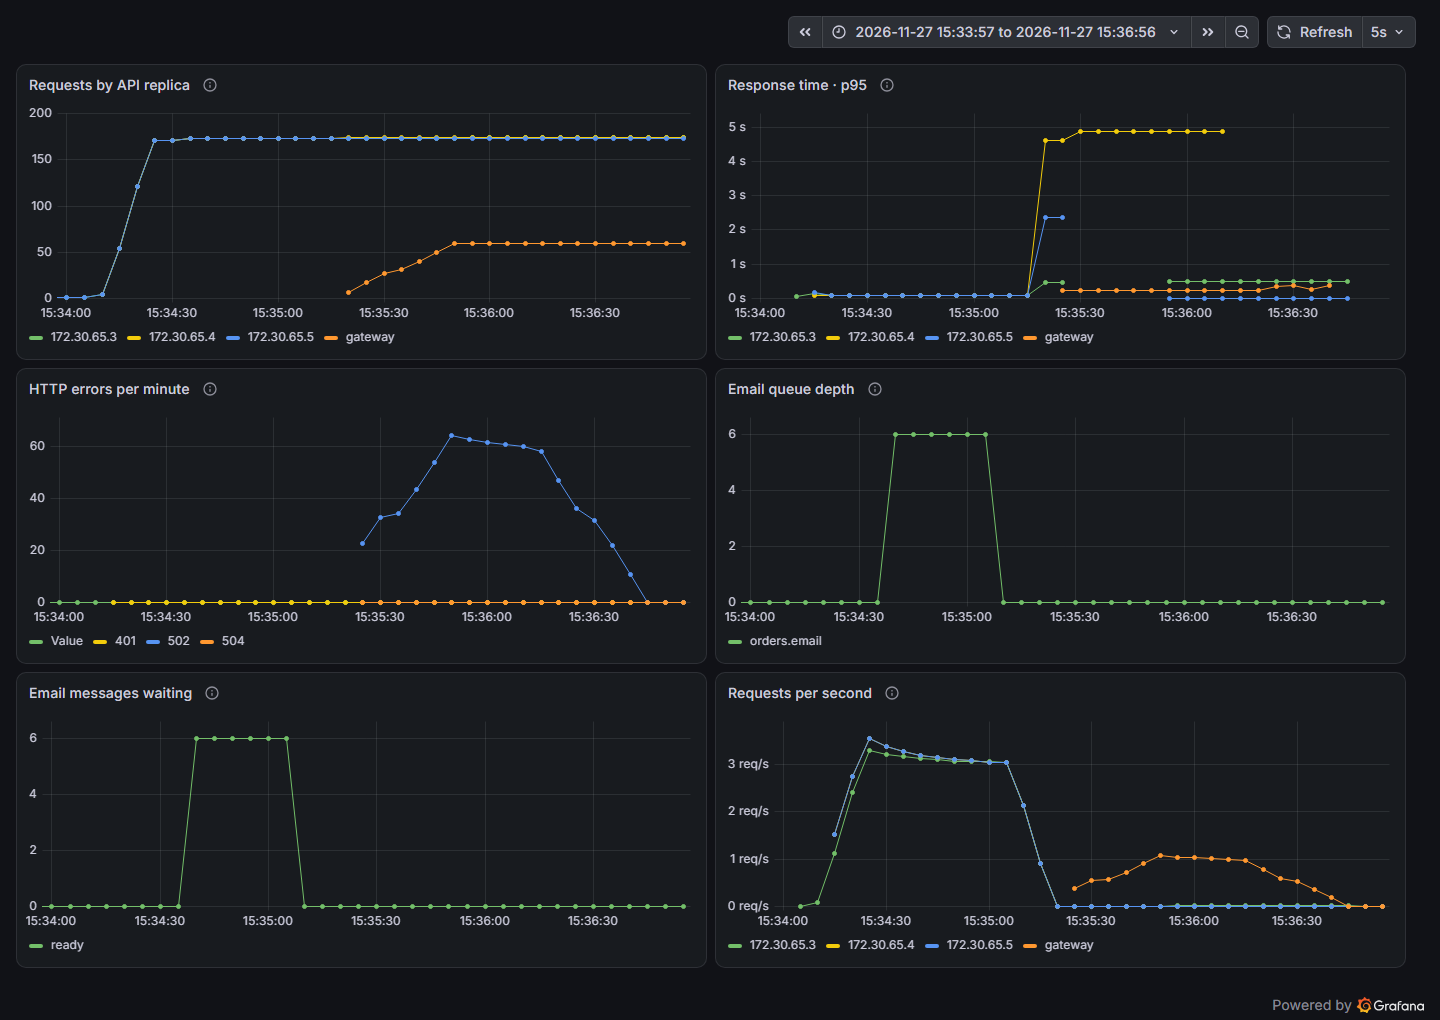 2026-11-27 15:33:57 to 2026-11-27 15:36:56
Refresh
5s
Requests by API replica
200
150
100
50
0
15:34:00 15:34:30 15:35:00 15:35:30 15:36:00 15:36:30
172.30.65.3 172.30.65.4 172.30.65.5 gateway
Response time · p95
5 s
4 s
3 s
2 s
1 s
0 s
15:34:00 15:34:30 15:35:00 15:35:30 15:36:00 15:36:30
172.30.65.3 172.30.65.4 172.30.65.5 gateway
HTTP errors per minute
60
40
20
0
15:34:00 15:34:30 15:35:00 15:35:30 15:36:00 15:36:30
Value 401 502 504
Email queue depth
6
4
2
0
15:34:00 15:34:30 15:35:00 15:35:30 15:36:00 15:36:30
orders.email
Email messages waiting
6
4
2
0
15:34:00 15:34:30 15:35:00 15:35:30 15:36:00 15:36:30
ready
Requests per second
3 req/s
2 req/s
1 req/s
0 req/s
15:34:00 15:34:30 15:35:00 15:35:30 15:36:00 15:36:30
172.30.65.3 172.30.65.4 172.30.65.5 gateway
Powered by Grafana